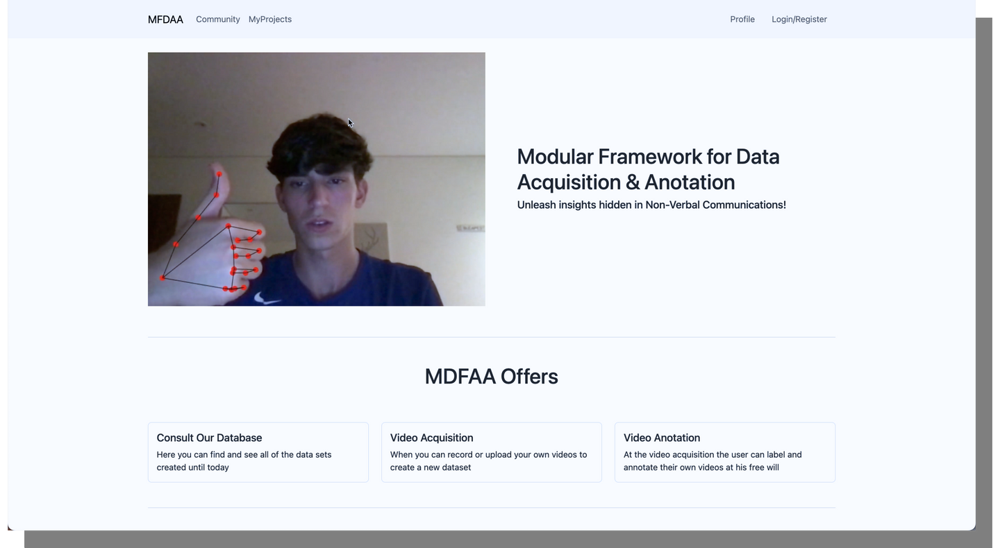 MFDAA Community MyProjects Profile Login/Register
Modular Framework for Data
Acquisition & Anotation
Unleash insights hidden in Non-Verbal Communications!
MDFAA Offers
Consult Our Database
Here you can find and see all of the data sets
created until today
Video Acquisition
When you can record or upload your own videos to
create a new dataset
Video Anotation
At the video acquisition the user can label and
annotate their own videos at his free will